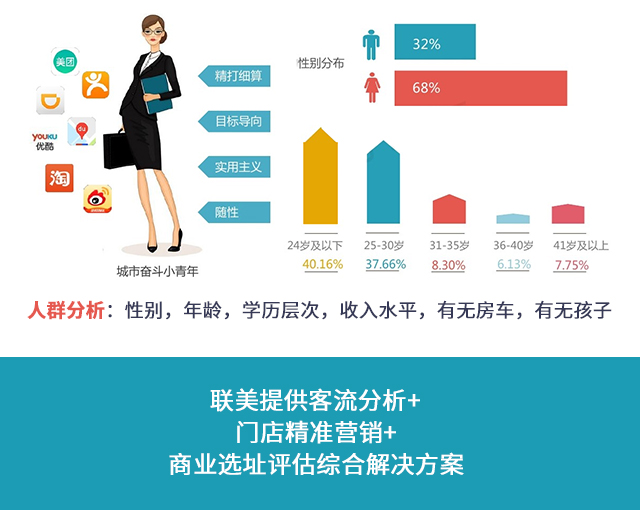 美团
du
YOUKU
优酷
淘
城市奋斗小青年
精打细算
目标导向
实用主义
随性
性别分布
32%
68%
24岁及以下
25-30岁
31-35岁
36-40岁
41岁及以上
40.16%
37.66%
8.30%
6.13%
7.75%
人群分析：性别，年龄，学历层次，收入水平，有无房车，有无孩子
联美提供客流分析+
门店精准营销+
商业选址评估综合解决方案